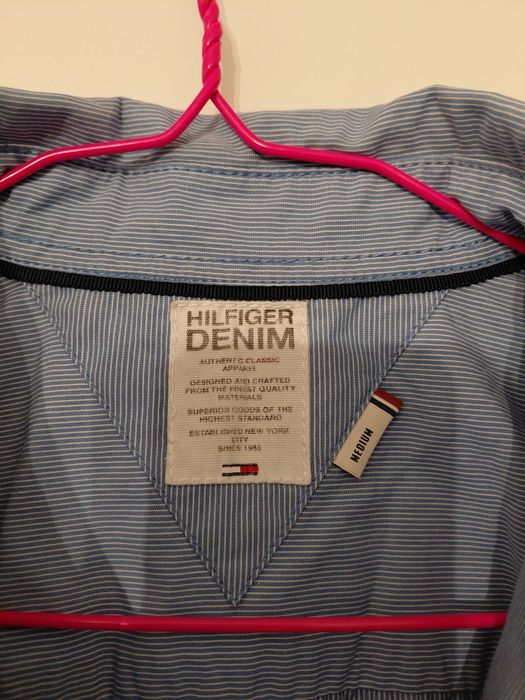 HILFIGER
DENIM
AUTHENTIC CLASSIC
APPAREL
DESIGNED AND CRAFTED
FROM THE FINEST QUALITY
MATERIALS
SUPERIOR GOODS OF THE
HIGHEST STANDARD
ESTABLISHED NEW YORK
CITY
SINCE 1985
MEDIUM